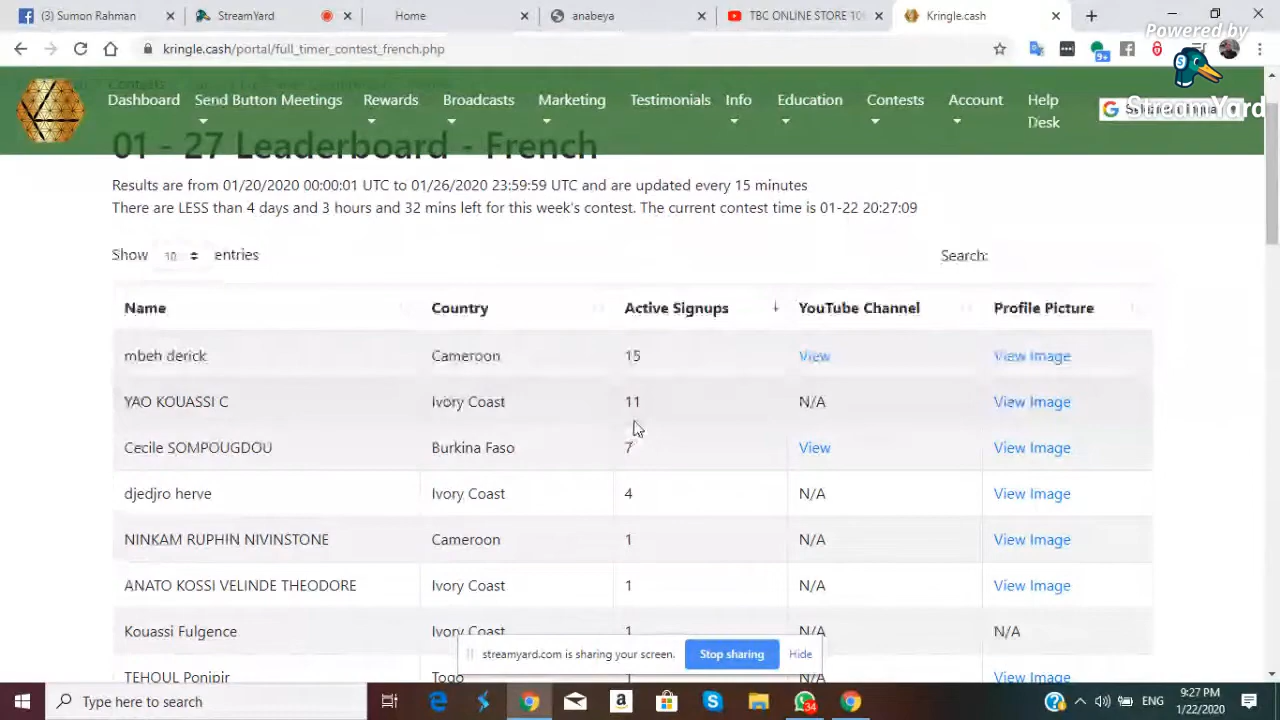 (3) Sumon Rahman
StreamYard
Home
anabeya
TBC ONLINE STORE 10
Kringle.cash
kringle.cash/portal/full_timer_contest_french.php
9+
Powered by
StreamYard
Dashboard
Send Button Meetings
Rewards
Broadcasts
Marketing
Testimonials
Info
Education
Contests
Account
Help Desk
01 - 27 Leaderboard - French
Results are from 01/20/2020 00:00:01 UTC to 01/26/2020 23:59:59 UTC and are updated every 15 minutes
There are LESS than 4 days and 3 hours and 32 mins left for this week's contest. The current contest time is 01-22 20:27:09
Show 10 entries
Search:
Name Country Active Signups YouTube Channel Profile Picture
mbeh derick Cameroon 15 View View Image
YAO KOUASSI C Ivory Coast 11 N/A View Image
Cecile SOMPOUGDOU Burkina Faso 7 View View Image
djedjro herve Ivory Coast 4 N/A View Image
NINKAM RUPHIN NIVINSTONE Cameroon 1 N/A View Image
ANATO KOSSI VELINDE THEODORE Ivory Coast 1 N/A View Image
Kouassi Fulgence Ivory Coast 1 N/A N/A
TEHOUL Ponipir Togo View Image
streamyard.com is sharing your screen.
Stop sharing
Hide
Type here to search
34
ENG
9:27 PM
1/22/2020